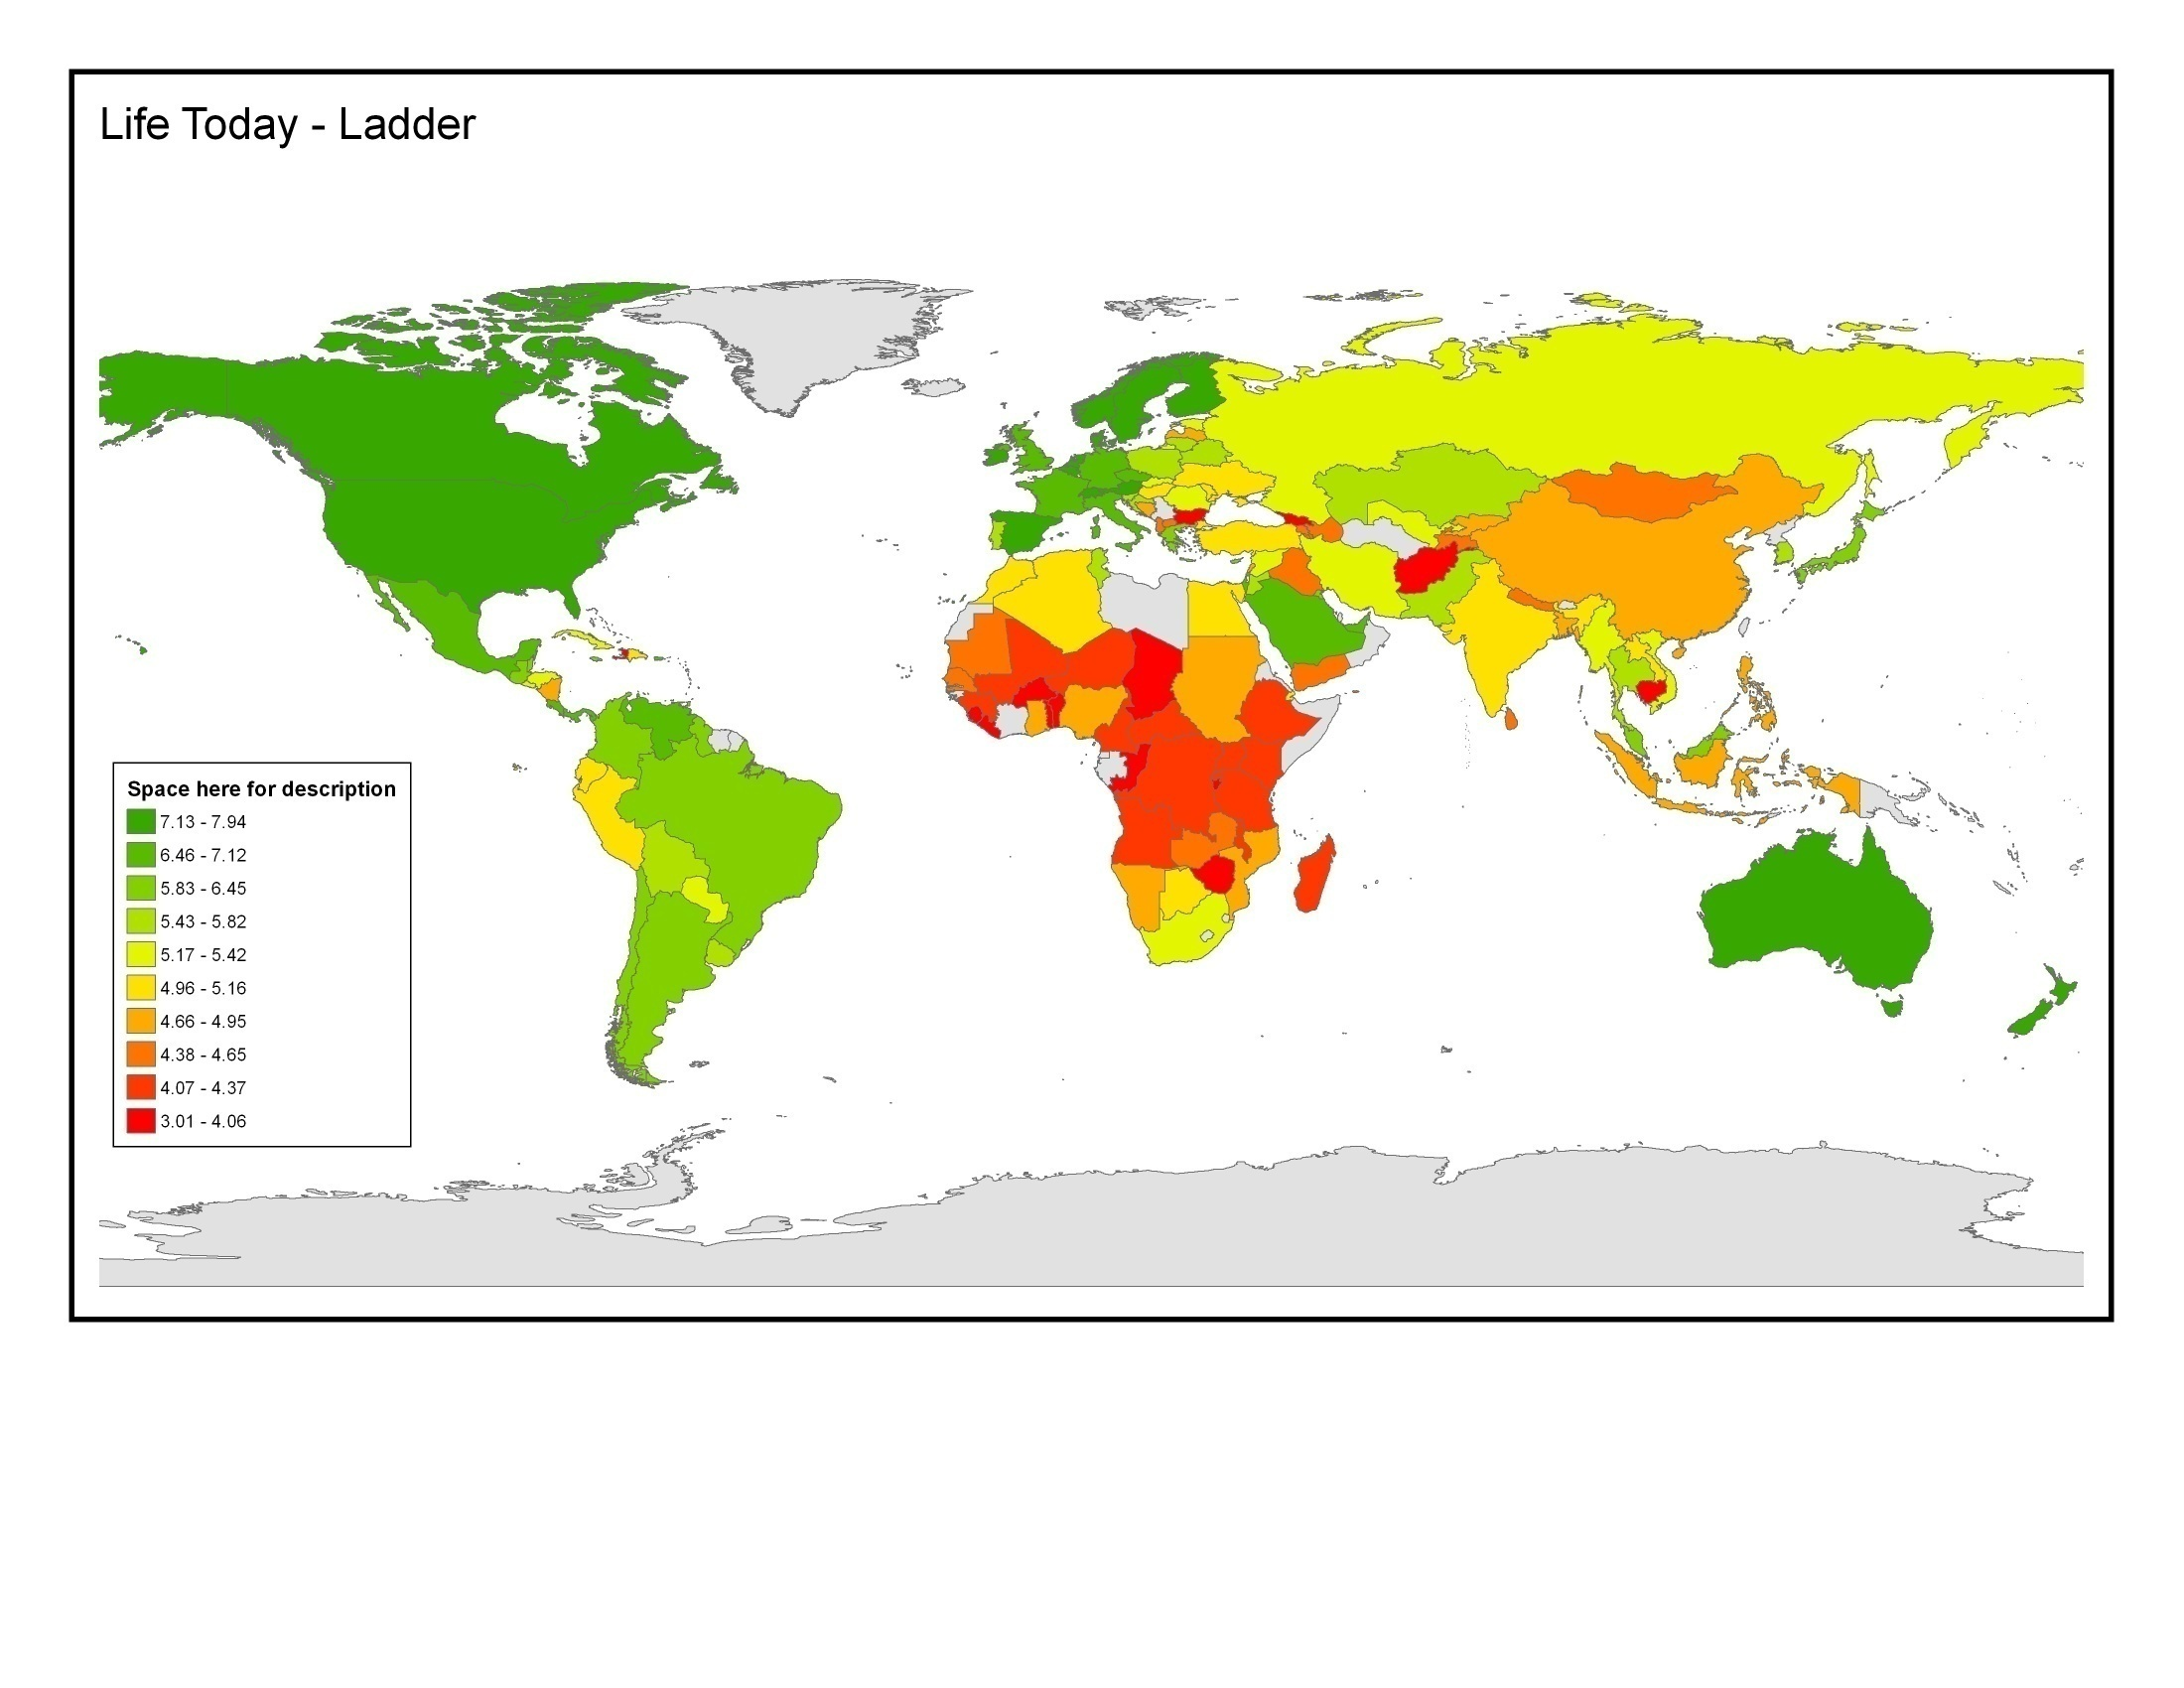 Life Today - Ladder
Space here for description
7.13 - 7.94
6.46 - 7.12
5.83 - 6.45
5.43 - 5.82
5.17 - 5.42
4.96 - 5.16
4.66 - 4.95
4.38 - 4.65
4.07 - 4.37
3.01 - 4.06